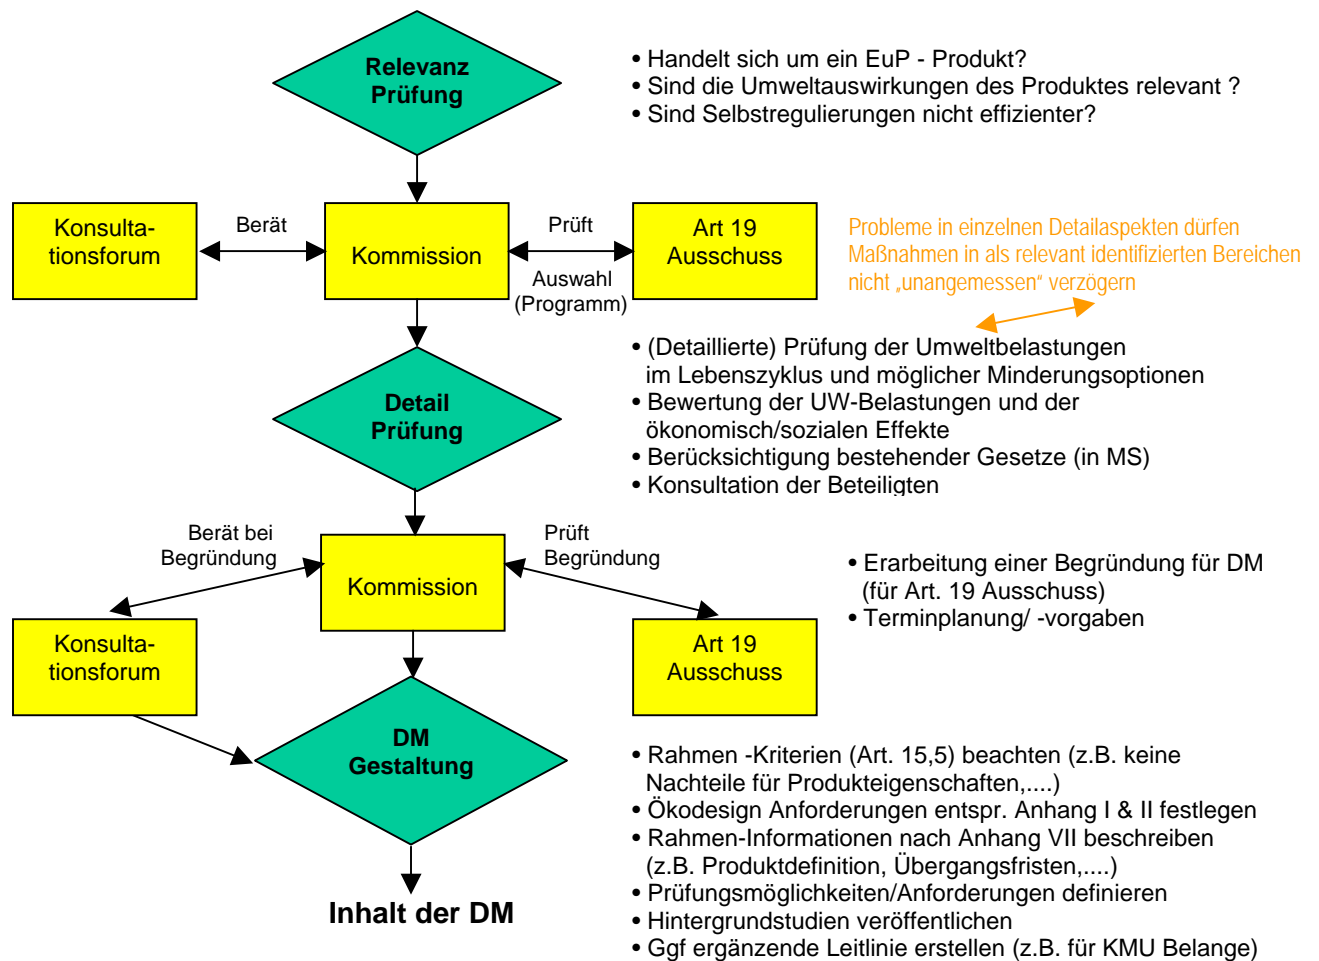 Relevanz
Prüfung
• Handelt sich um ein EuP - Produkt?
• Sind die Umweltauswirkungen des Produktes relevant ?
• Sind Selbstregulierungen nicht effizienter?
Konsulta-
tionsforum
Berät
Kommission
Prüft
Auswahl
(Programm)
Art 19
Ausschuss
Probleme in einzelnen Detailaspekten dürfen
Maßnahmen in als relevant identifizierten Bereichen
nicht „unangemessen“ verzögern
Detail
Prüfung
• (Detaillierte) Prüfung der Umweltbelastungen
im Lebenszyklus und möglicher Minderungsoptionen
• Bewertung der UW-Belastungen und der
ökonomisch/sozialen Effekte
• Berücksichtigung bestehender Gesetze (in MS)
• Konsultation der Beteiligten
Berät bei
Begründung
Kommission
Prüft
Begründung
• Erarbeitung einer Begründung für DM
(für Art. 19 Ausschuss)
• Terminplanung/ -vorgaben
Konsulta-
tionsforum
Art 19
Ausschuss
DM
Gestaltung
• Rahmen -Kriterien (Art. 15,5) beachten (z.B. keine
Nachteile für Produkteigenschaften,....)
• Ökodesign Anforderungen entspr. Anhang I & II festlegen
• Rahmen-Informationen nach Anhang VII beschreiben
(z.B. Produktdefinition, Übergangsfristen,....)
• Prüfungsmöglichkeiten/Anforderungen definieren
• Hintergrundstudien veröffentlichen
• Ggf ergänzende Leitlinie erstellen (z.B. für KMU Belange)
Inhalt der DM